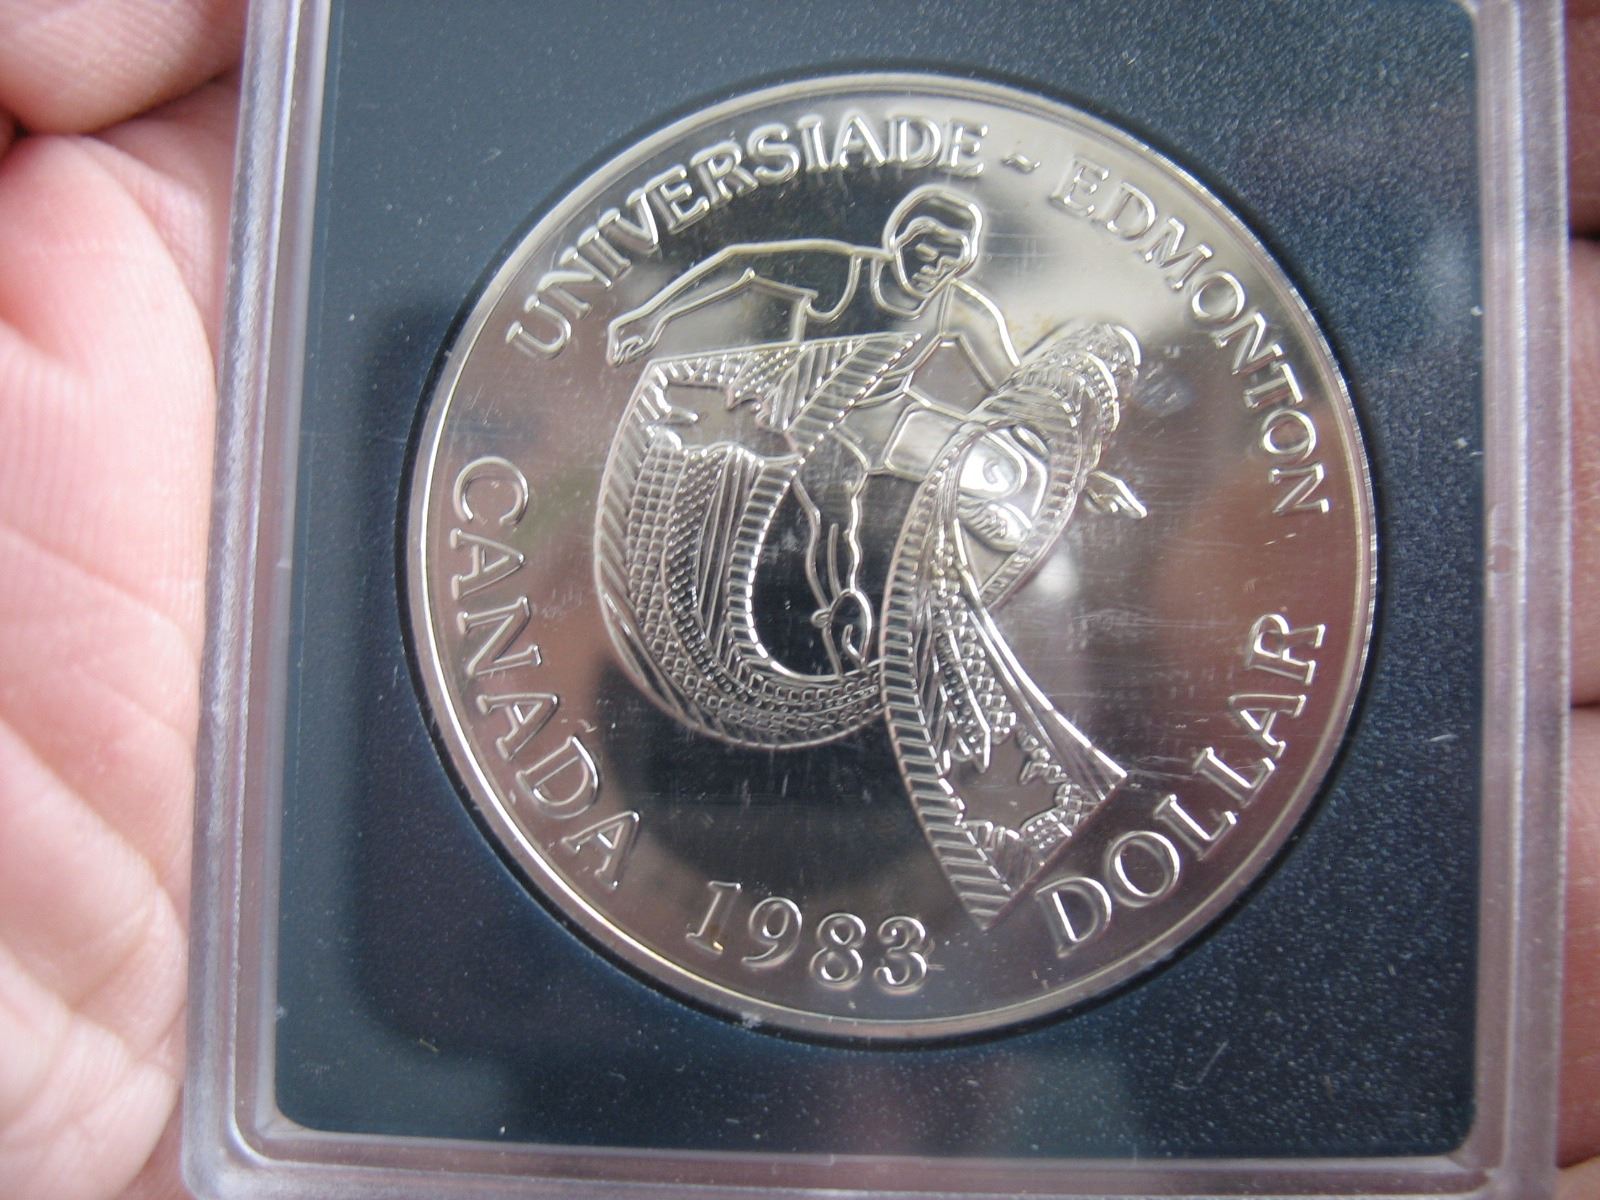 UNIVERSIADE ~ EDMONTON
CANADA 1983 DOLLAR